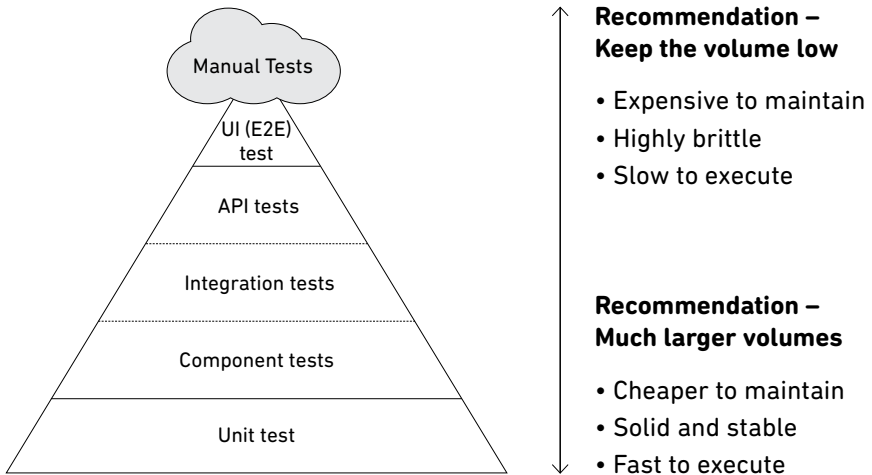 Manual Tests
UI (E2E)
test
API tests
Integration tests
Component tests
Unit test
Recommendation –
Keep the volume low
• Expensive to maintain
• Highly brittle
• Slow to execute
Recommendation –
Much larger volumes
• Cheaper to maintain
• Solid and stable
• Fast to execute